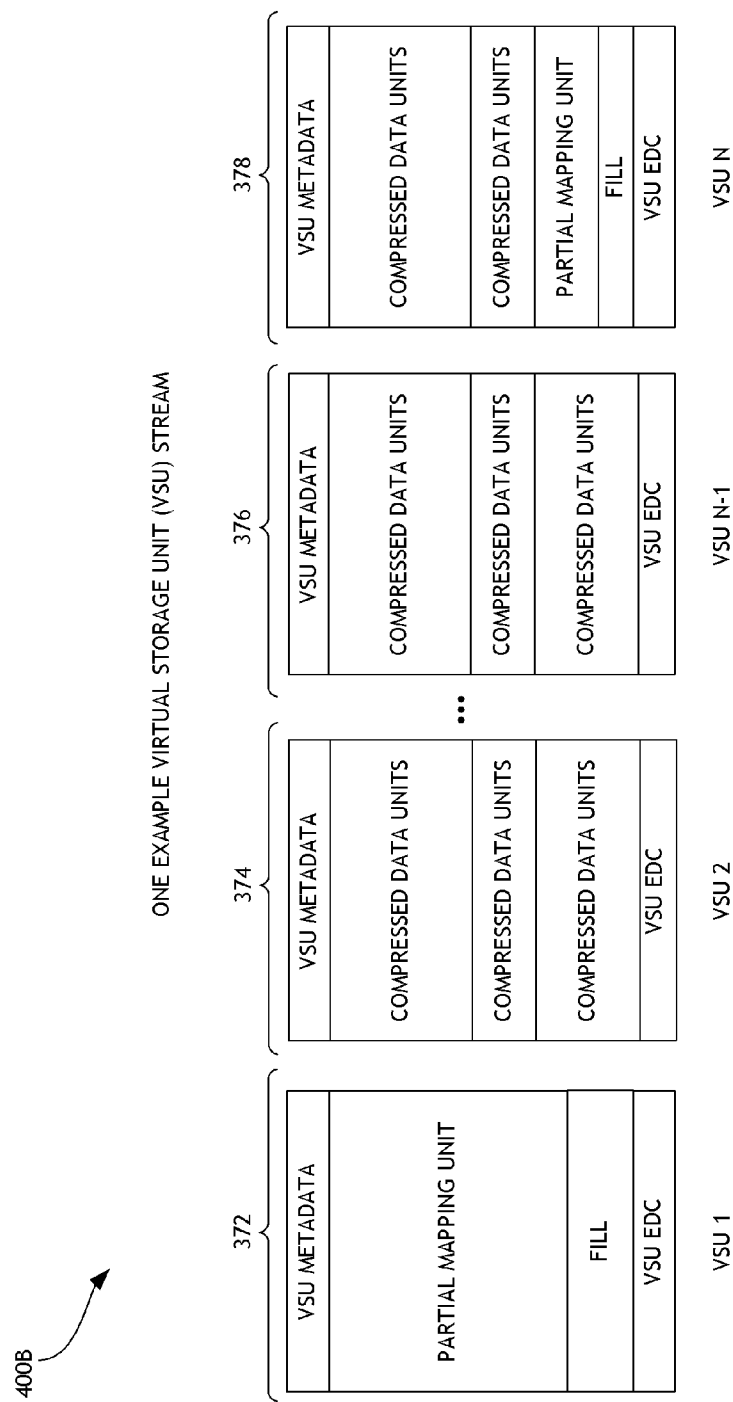 400B
ONE EXAMPLE VIRTUAL STORAGE UNIT (VSU) STREAM
372
VSU METADATA
PARTIAL MAPPING UNIT
FILL
VSU EDC
VSU 1
374
VSU METADATA
COMPRESSED DATA UNITS
COMPRESSED DATA UNITS
COMPRESSED DATA UNITS
VSU EDC
VSU 2
•••
376
VSU METADATA
COMPRESSED DATA UNITS
COMPRESSED DATA UNITS
COMPRESSED DATA UNITS
VSU EDC
VSU N-1
378
VSU METADATA
COMPRESSED DATA UNITS
COMPRESSED DATA UNITS
PARTIAL MAPPING UNIT
FILL
VSU EDC
VSU N